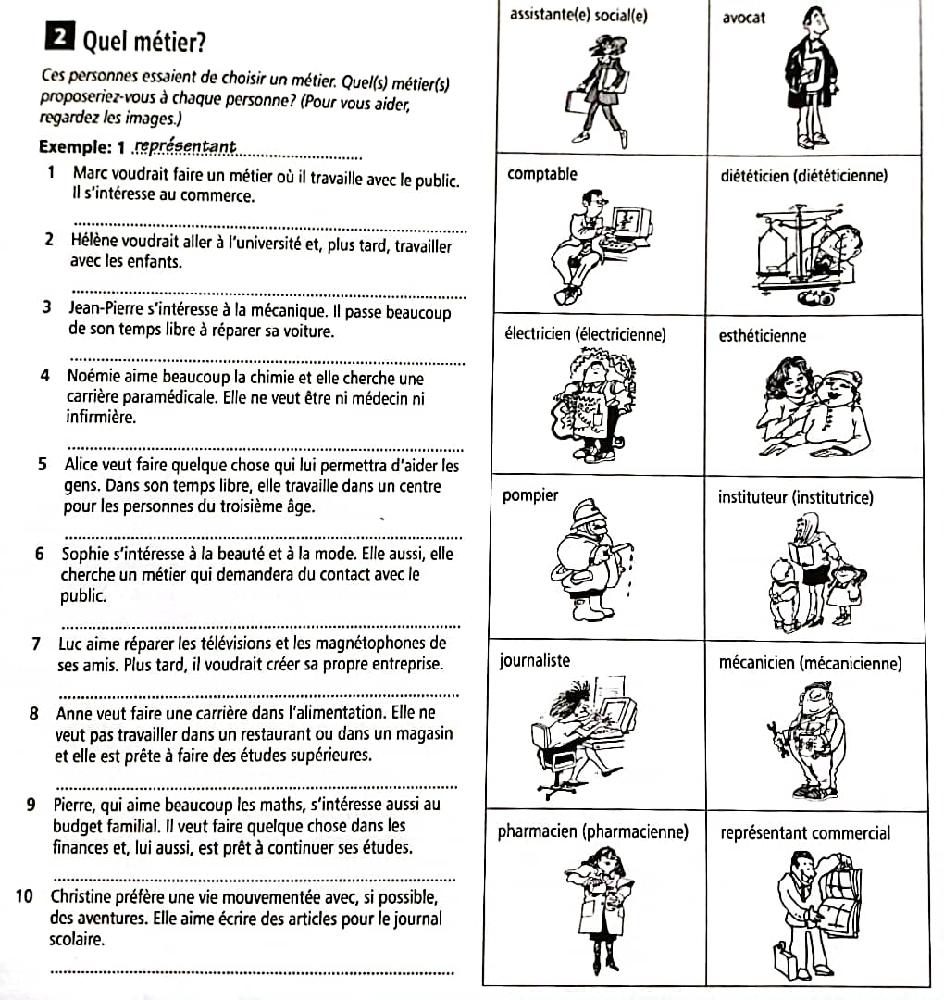 2 Quel métier?
Ces personnes essaient de choisir un métier. Quel(s) métier(s)
proposeriez-vous à chaque personne? (Pour vous aider,
regardez les images.)
Exemple: 1 représentant
1 Marc voudrait faire un métier où il travaille avec le public.
Il s'intéresse au commerce.
2 Hélène voudrait aller à l'université et, plus tard, travailler
avec les enfants.
3 Jean-Pierre s'intéresse à la mécanique. Il passe beaucoup
de son temps libre à réparer sa voiture.
4 Noémie aime beaucoup la chimie et elle cherche une
carrière paramédicale. Elle ne veut être ni médecin ni
infirmière.
5 Alice veut faire quelque chose qui lui permettra d'aider les
gens. Dans son temps libre, elle travaille dans un centre
pour les personnes du troisième âge.
6 Sophie s'intéresse à la beauté et à la mode. Elle aussi, elle
cherche un métier qui demandera du contact avec le
public.
7 Luc aime réparer les télévisions et les magnétophones de
ses amis. Plus tard, il voudrait créer sa propre entreprise.
8 Anne veut faire une carrière dans l'alimentation. Elle ne
veut pas travailler dans un restaurant ou dans un magasin
et elle est prête à faire des études supérieures.
9 Pierre, qui aime beaucoup les maths, s'intéresse aussi au
budget familial. Il veut faire quelque chose dans les
finances et, lui aussi, est prêt à continuer ses études.
10 Christine préfère une vie mouvementée avec, si possible,
des aventures. Elle aime écrire des articles pour le journal
scolaire.
assistante(e) social(e)
avocat
comptable
diététicien (diététicienne)
électricien (électricienne)
esthéticienne
pompier
instituteur (institutrice)
journaliste
mécanicien (mécanicienne)
pharmacien (pharmacienne)
représentant commercial